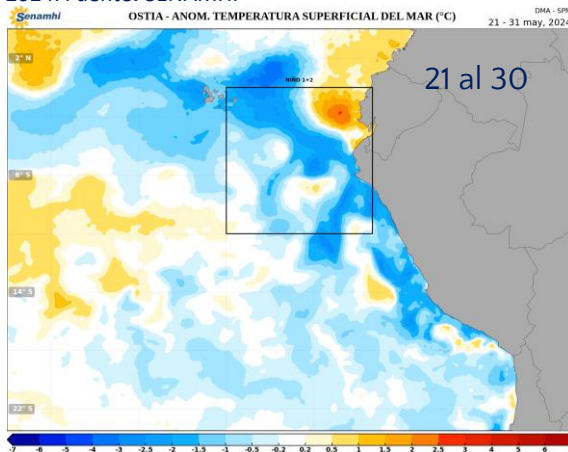 Senamhi
OSTIA - ANOM. TEMPERATURA SUPERFICIAL DEL MAR (°C)
DMA - SPM
21 - 31 may, 2024
21 al 30
2° N
NIÑO 1+2
6° S
14° S
22° S
-7 -6 -5 -4 -3 -2.5 -2 -1.5 -1 -0.5 -0.2 0.2 0.5 1 1.5 2 2.5 3 4 5 6